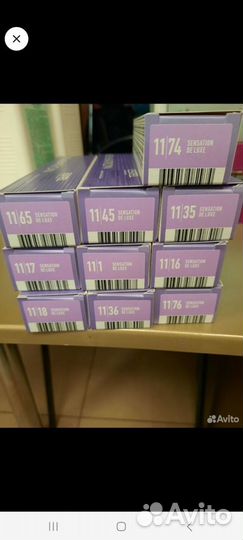 11|74 SENSATION
DE LUXE
11|65 SENSATION
DE LUXE
11|45 SENSATION
DE LUXE
11|35 SENSATION
DE LUXE
11|17 SENSATION
DE LUXE
11|1 SENSATION
DE LUXE
11|16 SENSATION
DE LUXE
11|18 SENSATION
DE LUXE
11|36 SENSATION
DE LUXE
11|76 SENSATION
DE LUXE
Avito
Avito